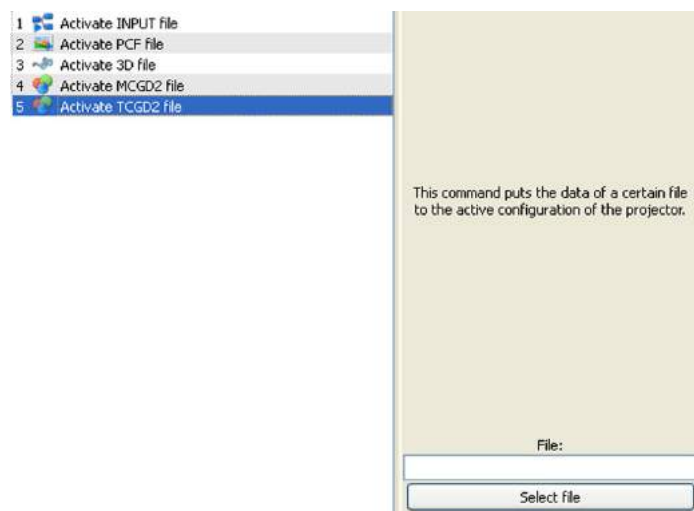 1 Activate INPUT file
2 Activate PCF file
3 Activate 3D file
4 Activate MCGD2 file
5 Activate TCGD2 file
This command puts the data of a certain file
to the active configuration of the projector.
File:
Select file